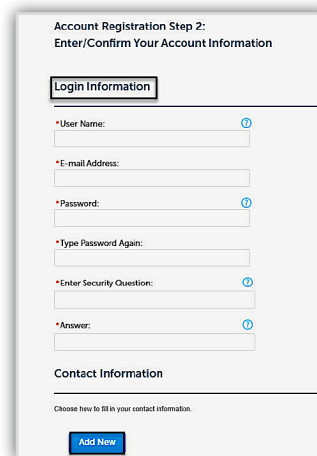 Account Registration Step 2:
Enter/Confirm Your Account Information
Login Information
*User Name: ?
*E-mail Address:
*Password: ?
*Type Password Again:
*Enter Security Question: ?
*Answer: ?
Contact Information
Choose how to fill in your contact information.
Add New